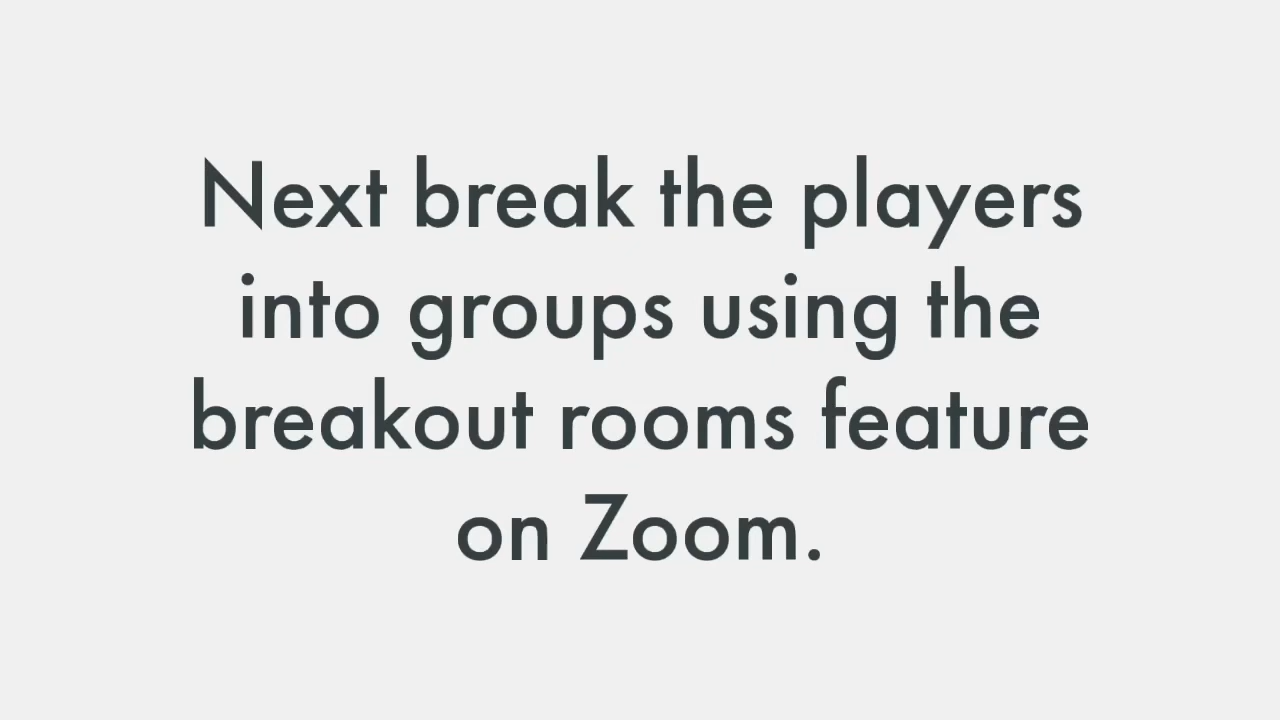 Next break the players
into groups using the
breakout rooms feature
on Zoom.